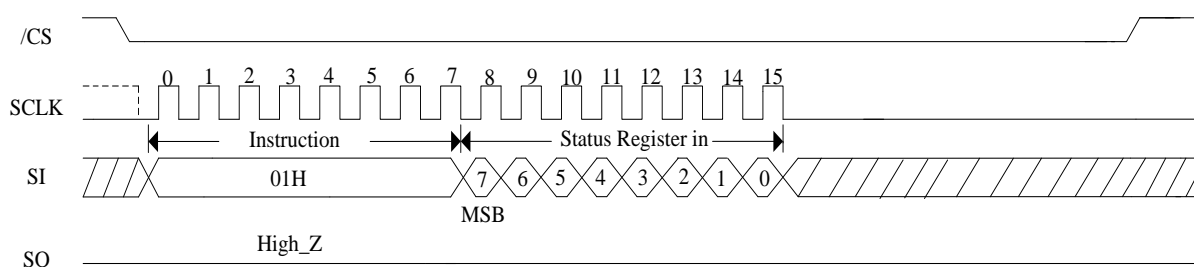 /CS
0 1 2 3 4 5 6 7 8 9 10 11 12 13 14 15
SCLK
Instruction Status Register in
SI 01H 7 6 5 4 3 2 1 0
MSB
High_Z
SO